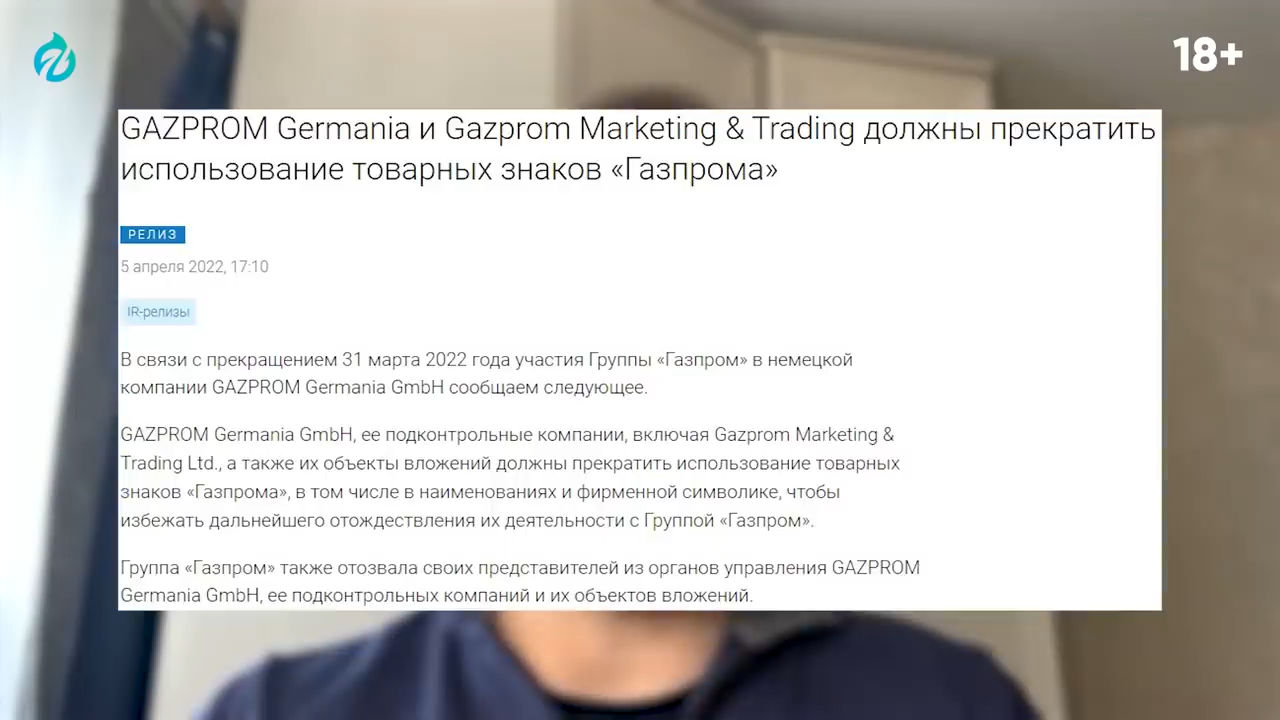 18+
GAZPROM Germania и Gazprom Marketing & Trading должны прекратить
использование товарных знаков «Газпрома»
РЕЛИЗ
5 апреля 2022, 17:10
IR-релизы
В связи с прекращением 31 марта 2022 года участия Группы «Газпром» в немецкой
компании GAZPROM Germania GmbH сообщаем следующее.
GAZPROM Germania GmbH, ее подконтрольные компании, включая Gazprom Marketing &
Trading Ltd., а также их объекты вложений должны прекратить использование товарных
знаков «Газпрома», в том числе в наименованиях и фирменной символике, чтобы
избежать дальнейшего отождествления их деятельности с Группой «Газпром».
Группа «Газпром» также отозвала своих представителей из органов управления GAZPROM
Germania GmbH, ее подконтрольных компаний и их объектов вложений.